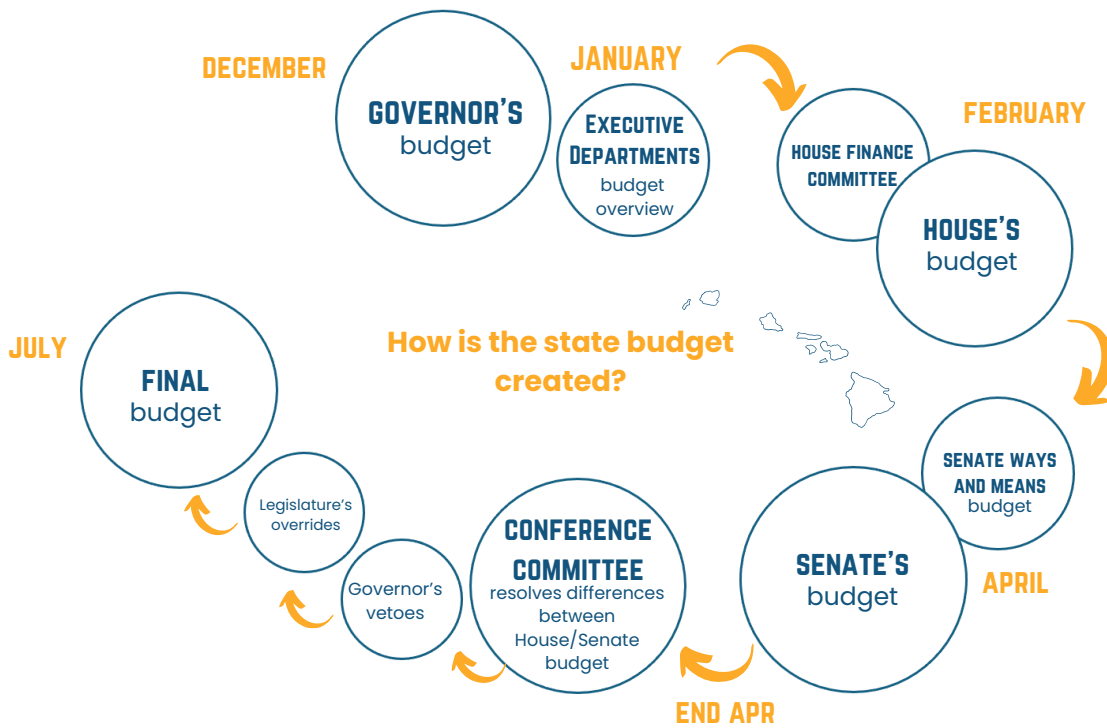 DECEMBER
GOVERNOR'S
budget
JANUARY
EXECUTIVE
DEPARTMENTS
budget
overview
HOUSE FINANCE
COMMITTEE
FEBRUARY
HOUSE'S
budget
How is the state budget
created?
SENATE WAYS
AND MEANS
budget
APRIL
SENATE'S
budget
END APR
CONFERENCE
COMMITTEE
resolves differences
between
House/Senate
budget
Governor's
vetoes
Legislature's
overrides
JULY
FINAL
budget